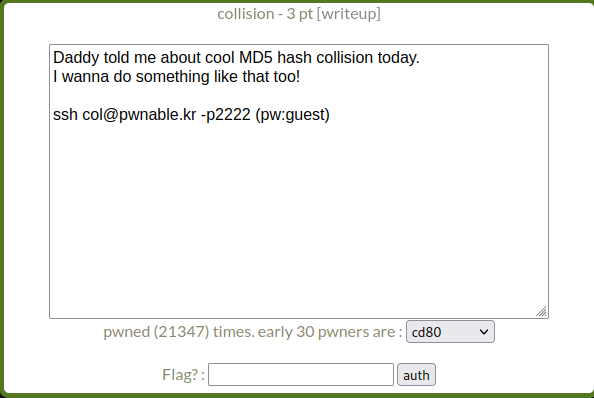 collision - 3 pt [writeup]
Daddy told me about cool MD5 hash collision today.
I wanna do something like that too!
ssh col@pwnable.kr -p2222 (pw:guest)
pwned (21347) times. early 30 pwners are : cd80
Flag? : auth